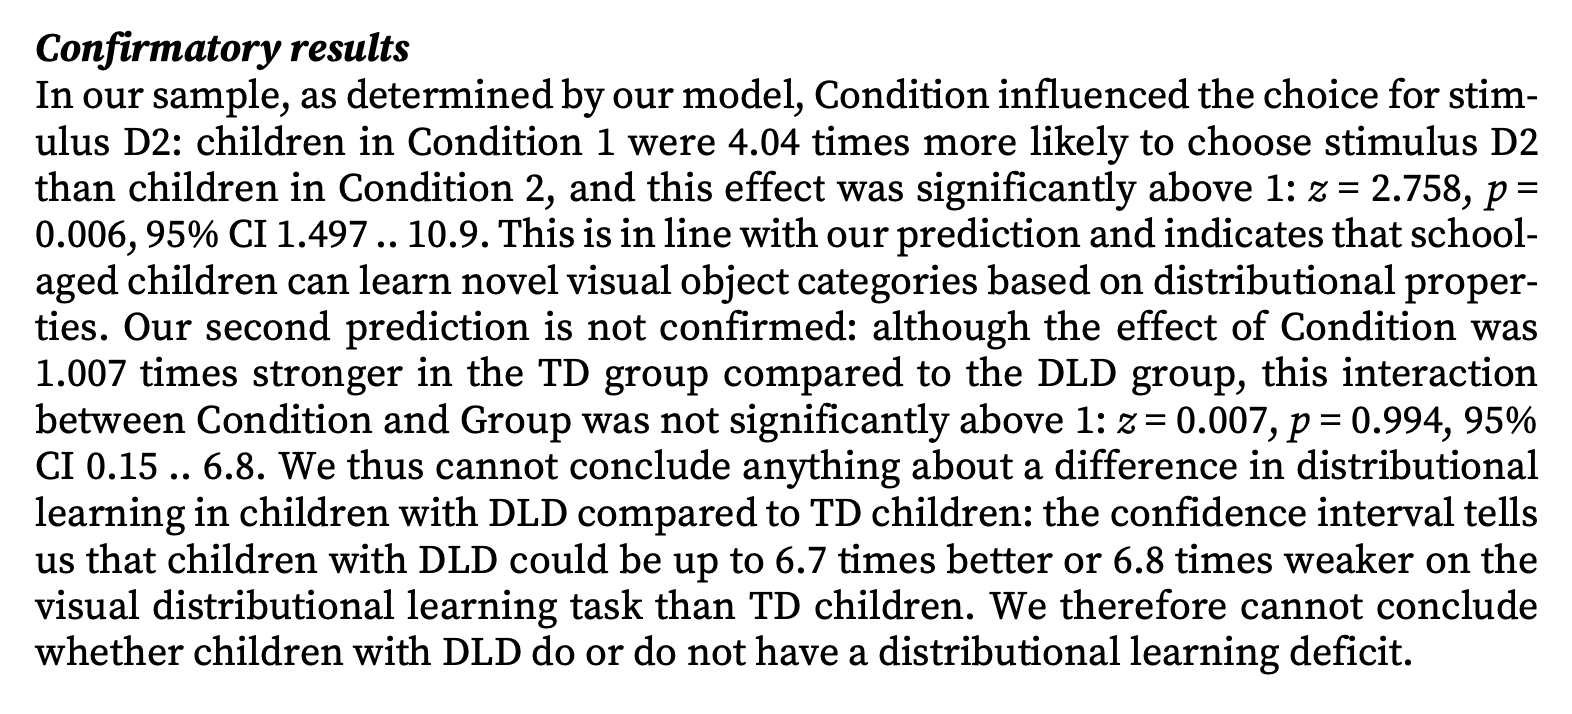 Confirmatory results
In our sample, as determined by our model, Condition influenced the choice for stim-
ulus D2: children in Condition 1 were 4.04 times more likely to choose stimulus D2
than children in Condition 2, and this effect was significantly above 1: z = 2.758, p =
0.006, 95% CI 1.497 .. 10.9. This is in line with our prediction and indicates that school-
aged children can learn novel visual object categories based on distributional proper-
ties. Our second prediction is not confirmed: although the effect of Condition was
1.007 times stronger in the TD group compared to the DLD group, this interaction
between Condition and Group was not significantly above 1: z = 0.007, p = 0.994, 95%
CI 0.15 .. 6.8. We thus cannot conclude anything about a difference in distributional
learning in children with DLD compared to TD children: the confidence interval tells
us that children with DLD could be up to 6.7 times better or 6.8 times weaker on the
visual distributional learning task than TD children. We therefore cannot conclude
whether children with DLD do or do not have a distributional learning deficit.